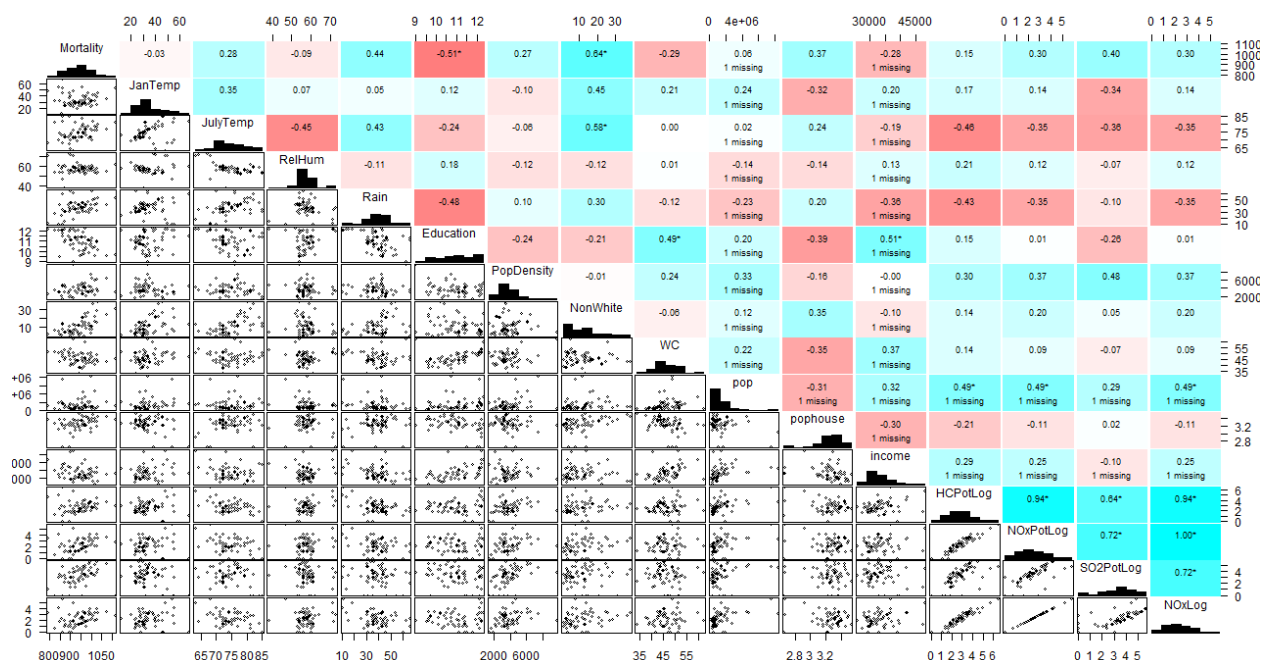 20 40 60 40 50 60 70 9 10 11 12 10 20 30 0 4e+06 30000 45000 0 1 2 3 4 5 0 1 2 3 4 5
Mortality -0.03 0.28 -0.09 0.44 -0.51* 0.27 0.64* -0.29 0.06 0.37 -0.28 0.15 0.30 0.40 0.30 1100 1000 900 800
1 missing 1 missing
60 40 20 JanTemp 0.35 0.07 0.05 0.12 -0.10 0.45 0.21 0.24 -0.32 0.20 0.17 0.14 -0.34 0.14
1 missing 1 missing
JulyTemp -0.45 0.43 -0.24 -0.06 0.58* 0.00 0.02 0.24 -0.19 -0.46 -0.35 -0.36 -0.35 85 75 65
1 missing 1 missing
60 40 RelHum -0.11 0.18 -0.12 -0.12 0.01 -0.14 -0.14 0.13 0.21 0.12 -0.07 0.12
1 missing 1 missing
Rain -0.48 0.10 0.30 -0.12 -0.23 0.20 -0.36 -0.43 -0.35 -0.10 -0.35 50 30 10
1 missing 1 missing
12 11 10 9 Education -0.24 -0.21 0.49* 0.20 -0.39 0.51* 0.15 0.01 -0.26 0.01
1 missing 1 missing
PopDensity -0.01 0.24 0.33 -0.16 -0.00 0.30 0.37 0.48 0.37 6000 2000
1 missing 1 missing
30 10 NonWhite -0.06 0.12 0.35 -0.10 0.14 0.20 0.05 0.20
1 missing 1 missing
WC 0.22 -0.35 0.37 0.14 0.09 -0.07 0.09 55 45 35
1 missing 1 missing
+06 +06 0 pop -0.31 0.32 0.49* 0.49* 0.29 0.49*
1 missing 1 missing 1 missing 1 missing 1 missing 1 missing
pophouse -0.30 -0.21 -0.11 0.02 -0.11 3.2 2.8
1 missing
000 000 income 0.29 0.25 -0.10 0.25
1 missing 1 missing 1 missing 1 missing
HCPotLog 0.94* 0.64* 0.94* 6 4 2 0
4 2 0 NOxPotLog 0.72* 1.00*
SO2PotLog 0.72* 4 2 0
4 2 0 NOxLog
800 900 1050 65 70 75 80 85 10 30 50 2000 6000 35 45 55 2.8 3 3.2 0 1 2 3 4 5 6 0 1 2 3 4 5